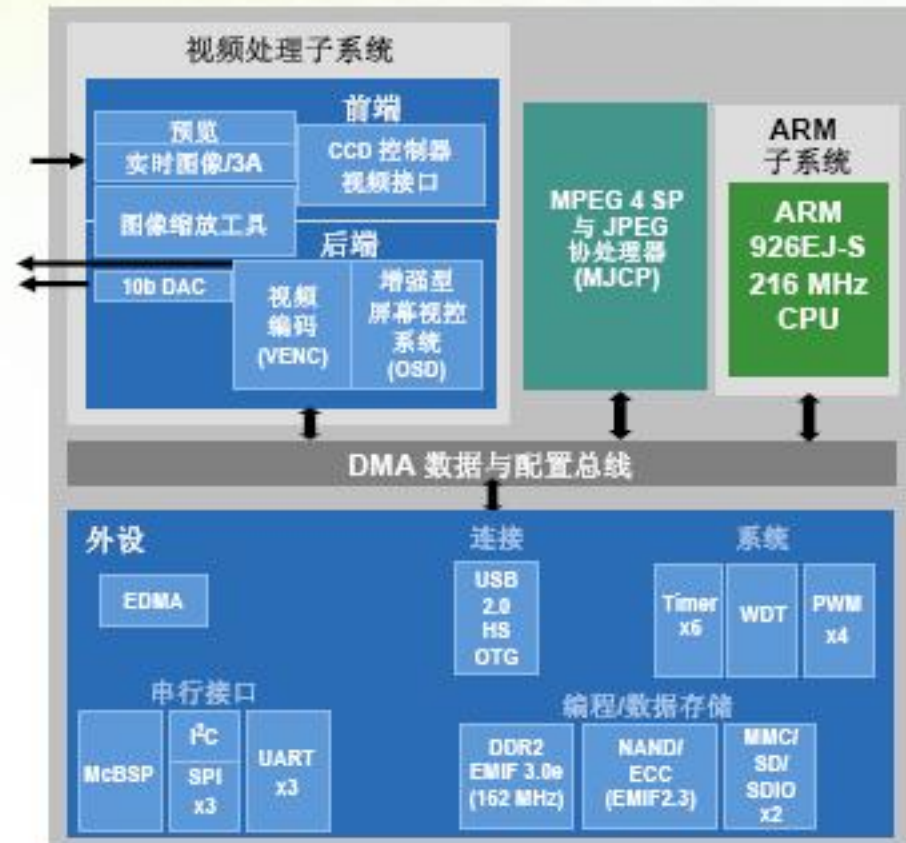 视频处理子系统
前端
预览
实时图像/3A
CCD 控制器
视频接口
图像缩放工具
后端
10b DAC
视频
编码
(VENC)
增强型
屏幕视控
系统
(OSD)
MPEG 4 SP
与 JPEG
协处理器
(MJCP)
ARM
子系统
ARM
926EJ-S
216 MHz
CPU
DMA 数据与配置总线
外设
EDMA
连接
USB
2.0
HS
OTG
系统
Timer
x6
WDT
PWM
x4
串行接口
McBSP
I²C
SPI
x3
UART
x3
编程/数据存储
DDR2
EMIF 3.0e
(162 MHz)
NAND/
ECC
(EMIF2.3)
MMC/
SD/
SDIO
x2